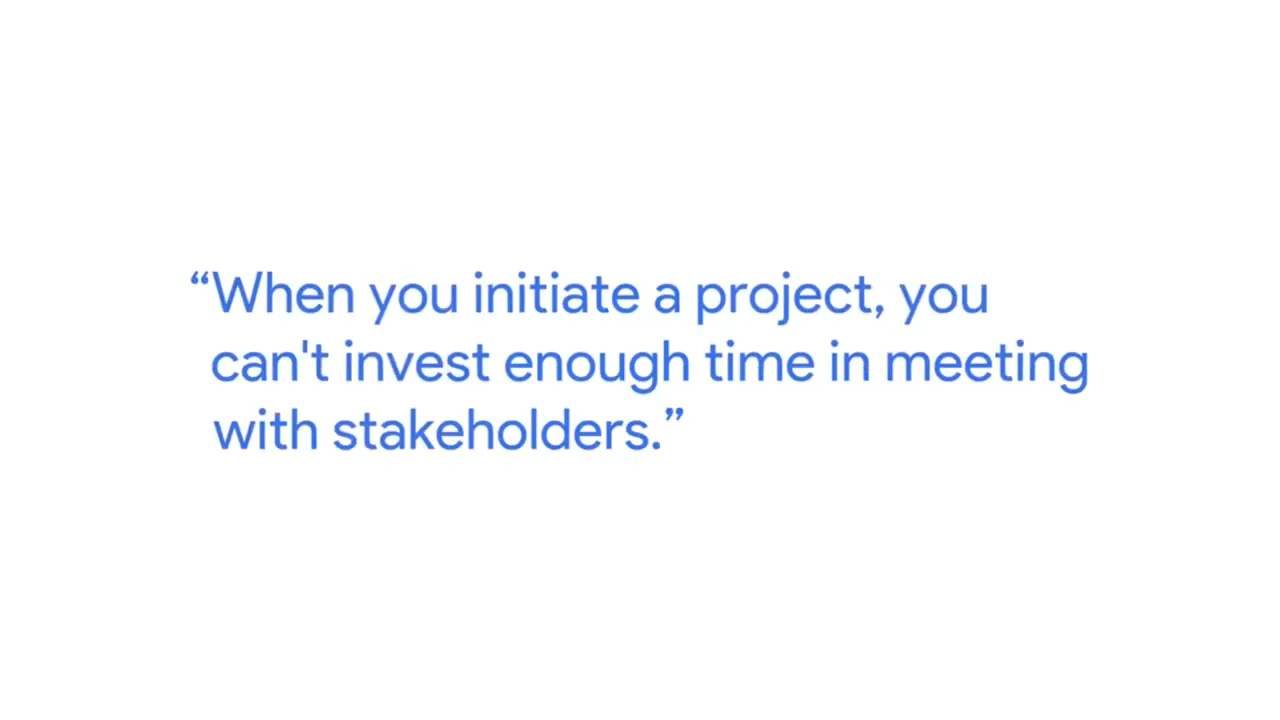 “When you initiate a project, you
can't invest enough time in meeting
with stakeholders.”